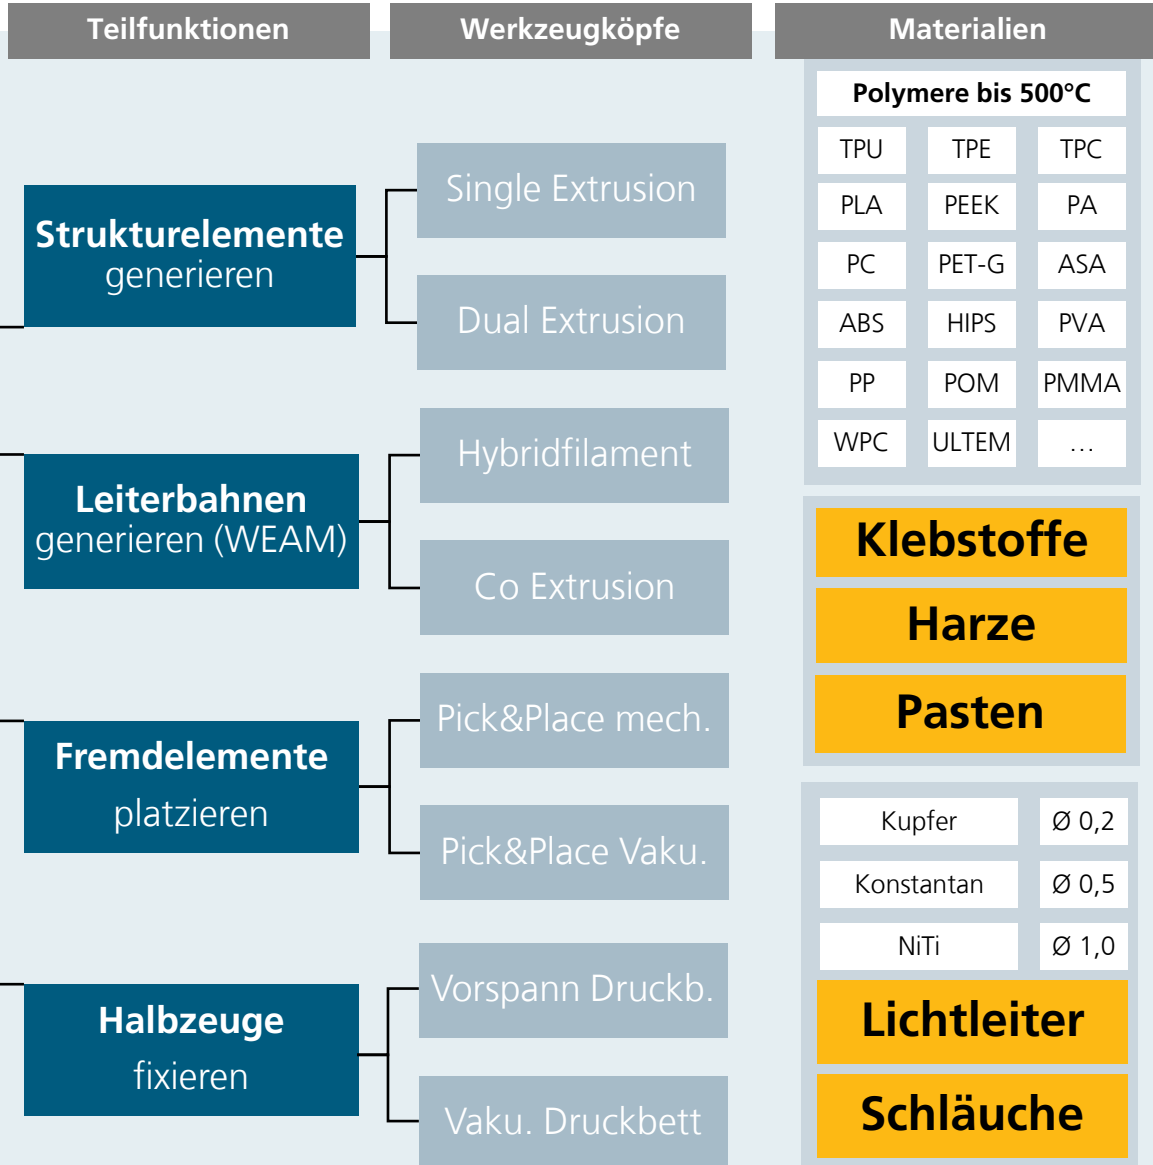 Teilfunktionen
Werkzeugköpfe
Materialien
Strukturelemente
generieren
Leiterbahnen
generieren (WEAM)
Fremdelemente
platzieren
Halbzeuge
fixieren
Single Extrusion
Dual Extrusion
Hybridfilament
Co Extrusion
Pick&Place mech.
Pick&Place Vaku.
Vorspann Druckb.
Vaku. Druckbett
Polymere bis 500°C
TPU TPE TPC
PLA PEEK PA
PC PET-G ASA
ABS HIPS PVA
PP POM PMMA
WPC ULTEM ...
Klebstoffe
Harze
Pasten
Kupfer Ø 0,2
Konstantan Ø 0,5
NiTi Ø 1,0
Lichtleiter
Schläuche